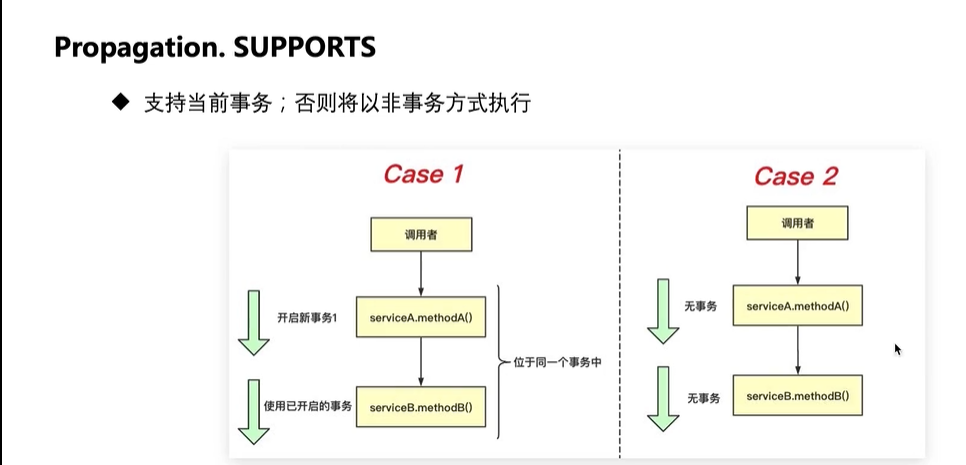 Propagation. SUPPORTS
支持当前事务；否则将以非事务方式执行
Case 1
调用者
开启新事务1
serviceA.methodA()
位于同一个事务中
使用已开启的事务
serviceB.methodB()
Case 2
调用者
无事务
serviceA.methodA()
无事务
serviceB.methodB()